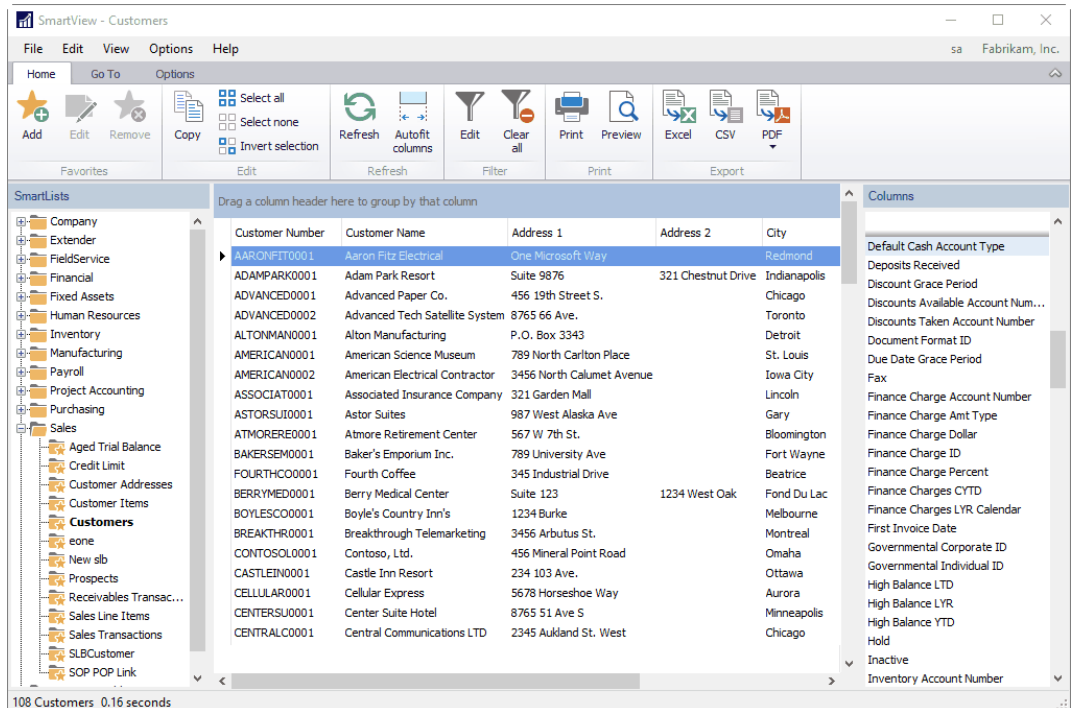 SmartView - Customers
File Edit View Options Help sa Fabrikam, Inc.
Home Go To Options
Add Edit Remove Copy Select all Select none Invert selection Refresh Autofit columns Edit Clear all Print Preview Excel CSV PDF
Favorites Edit Refresh Filter Print Export
SmartLists
Company
Extender
FieldService
Financial
Fixed Assets
Human Resources
Inventory
Manufacturing
Payroll
Project Accounting
Purchasing
Sales
Aged Trial Balance
Credit Limit
Customer Addresses
Customer Items
Customers
eone
New slb
Prospects
Receivables Transac...
Sales Line Items
Sales Transactions
SLBCustomer
SOP POP Link
Drag a column header here to group by that column
Customer Number Customer Name Address 1 Address 2 City
AARONFIT0001 Aaron Fitz Electrical One Microsoft Way Redmond
ADAMPARK0001 Adam Park Resort Suite 9876 321 Chestnut Drive Indianapolis
ADVANCED0001 Advanced Paper Co. 456 19th Street S. Chicago
ADVANCED0002 Advanced Tech Satellite System 8765 66 Ave. Toronto
ALTONMAN0001 Alton Manufacturing P.O. Box 3343 Detroit
AMERICAN0001 American Science Museum 789 North Carlton Place St. Louis
AMERICAN0002 American Electrical Contractor 3456 North Calumet Avenue Iowa City
ASSOCIAT0001 Associated Insurance Company 321 Garden Mall Lincoln
ASTORSUI0001 Astor Suites 987 West Alaska Ave Gary
ATMORERE0001 Atmore Retirement Center 567 W 7th St. Bloomington
BAKERSEM0001 Baker's Emporium Inc. 789 University Ave Fort Wayne
FOURTHCO0001 Fourth Coffee 345 Industrial Drive Beatrice
BERRYMED0001 Berry Medical Center Suite 123 1234 West Oak Fond Du Lac
BOYLESCO0001 Boyle's Country Inn's 1234 Burke Melbourne
BREAKTHR0001 Breakthrough Telemarketing 3456 Arbutus St. Montreal
CONTOSOL0001 Contoso, Ltd. 456 Mineral Point Road Omaha
CASTLEIN0001 Castle Inn Resort 234 103 Ave. Ottawa
CELLULAR0001 Cellular Express 5678 Horseshoe Way Aurora
CENTERSU0001 Center Suite Hotel 8765 51 Ave S Minneapolis
CENTRALC0001 Central Communications LTD 2345 Aukland St. West Chicago
Columns
Default Cash Account Type
Deposits Received
Discount Grace Period
Discounts Available Account Num...
Discounts Taken Account Number
Document Format ID
Due Date Grace Period
Fax
Finance Charge Account Number
Finance Charge Amt Type
Finance Charge Dollar
Finance Charge ID
Finance Charge Percent
Finance Charges CYTD
Finance Charges LYR Calendar
First Invoice Date
Governmental Corporate ID
Governmental Individual ID
High Balance LTD
High Balance LYR
High Balance YTD
Hold
Inactive
Inventory Account Number
108 Customers 0.16 seconds